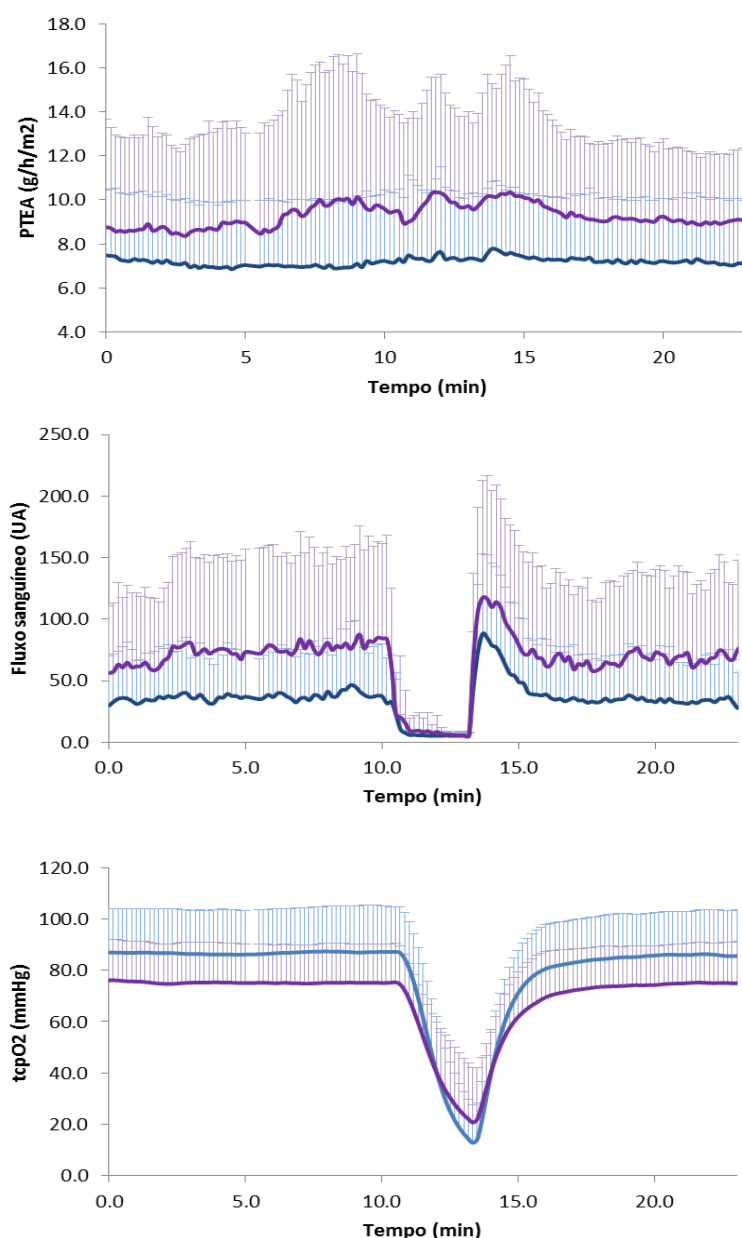 18.0
16.0
14.0
12.0
10.0
8.0
6.0
4.0
PTEA (g/h/m2)
0 5 10 15 20
Tempo (min)
250.0
200.0
150.0
100.0
50.0
0.0
Fluxo sanguíneo (UA)
0.0 5.0 10.0 15.0 20.0
Tempo (min)
120.0
100.0
80.0
60.0
40.0
20.0
0.0
tcpO2 (mmHg)
0.0 5.0 10.0 15.0 20.0
Tempo (min)